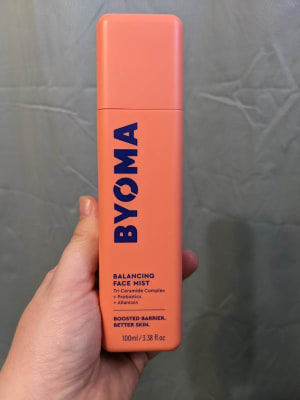 BYOMA
BALANCING
FACE MIST
Tri-Ceramide Complex
+ Probiotics
+ Allantoin
BOOSTED BARRIER.
BETTER SKIN.
100ml / 3.38 fl oz